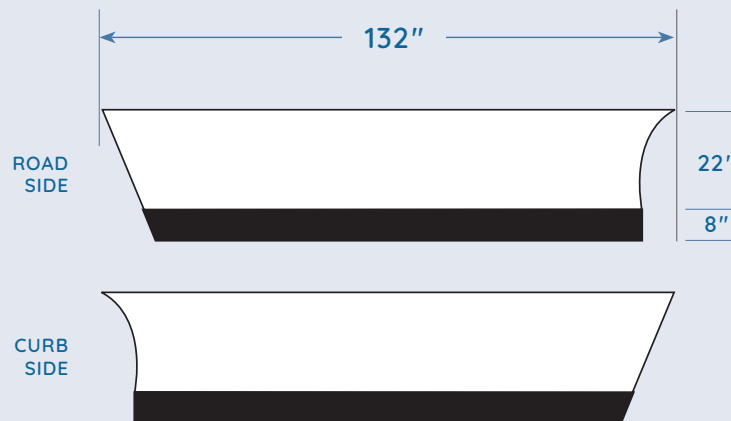 132"
ROAD
SIDE
22"
8"
CURB
SIDE